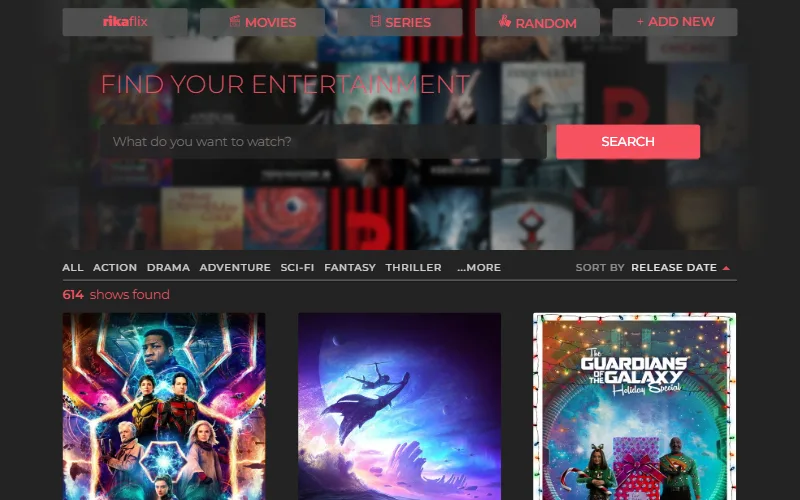 rikaflix MOVIES SERIES RANDOM + ADD NEW
FIND YOUR ENTERTAINMENT
What do you want to watch? SEARCH
ALL ACTION DRAMA ADVENTURE SCI-FI FANTASY THRILLER ...MORE SORT BY RELEASE DATE
614 shows found
The
GUARDIANS
OF THE GALAXY
Holiday Special